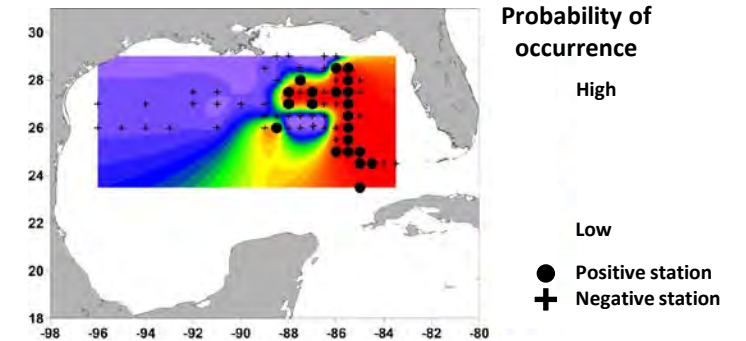 Probability of
occurrence
High
Low
Positive station
Negative station
30
28
26
24
22
20
18
-98 -96 -94 -92 -90 -88 -86 -84 -82 -80